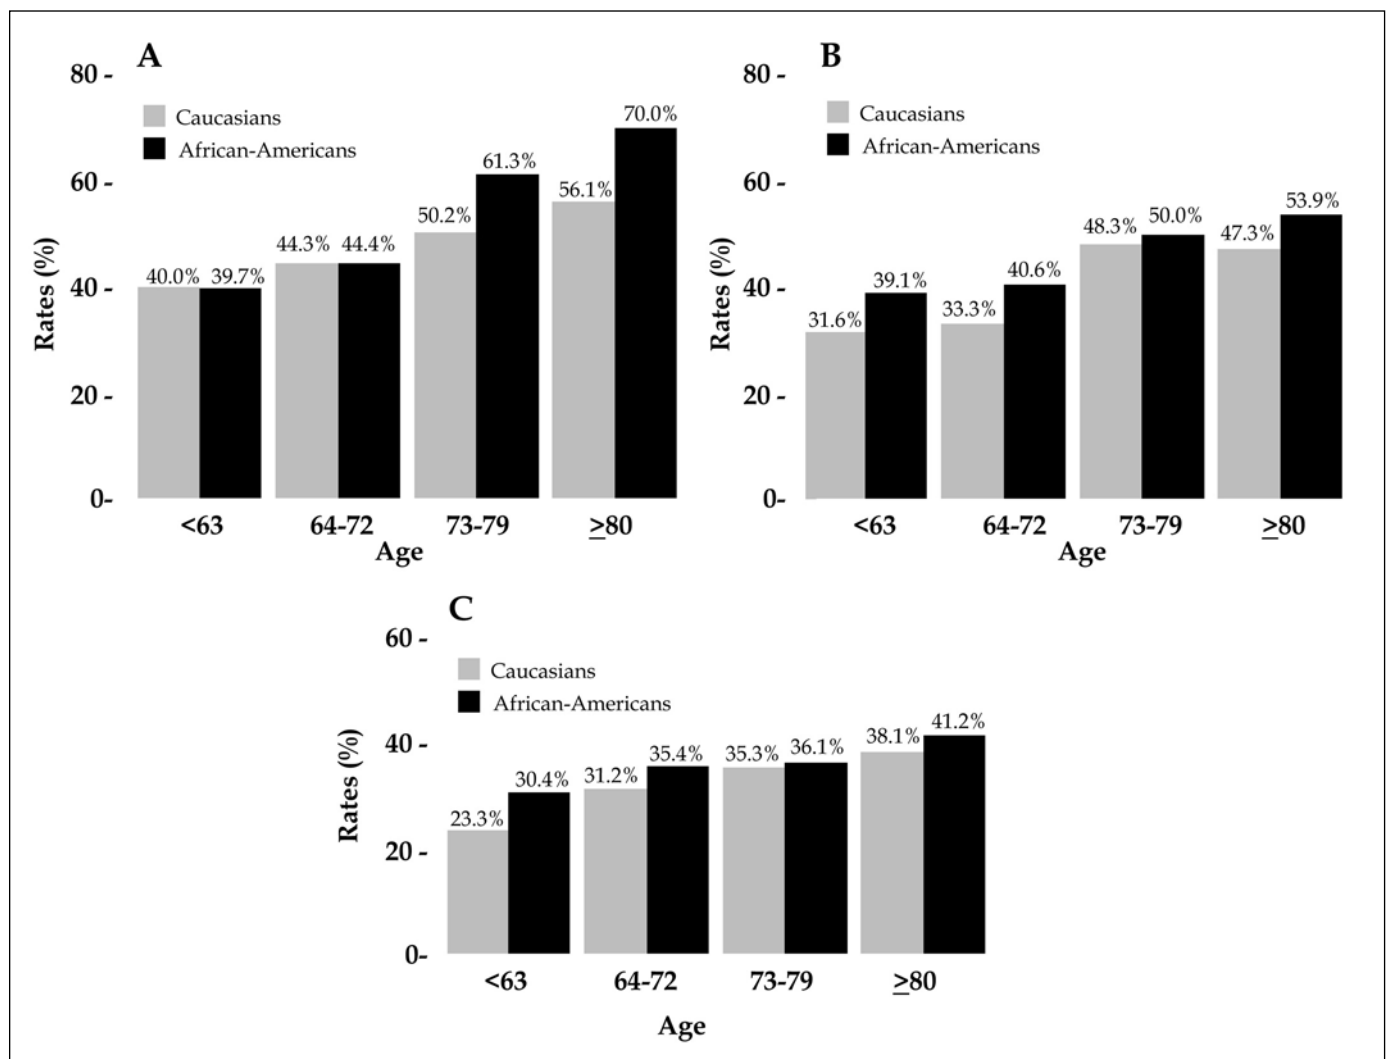 A
80 -
Caucasians
African-Americans
70.0%
61.3%
60 -
56.1%
50.2%
44.3% 44.4%
40.0% 39.7%
40 -
Rates (%)
20 -
0-
<63 64-72 73-79 ≥80
Age
B
80 -
Caucasians
African-Americans
60 -
53.9%
48.3% 50.0% 47.3%
39.1% 40.6%
40 -
31.6% 33.3%
Rates (%)
20 -
0-
<63 64-72 73-79 ≥80
Age
C
60 -
Caucasians
African-Americans
40 -
23.3% 30.4% 31.2% 35.4% 35.3% 36.1% 38.1% 41.2%
Rates (%)
20 -
0-
<63 64-72 73-79 ≥80
Age